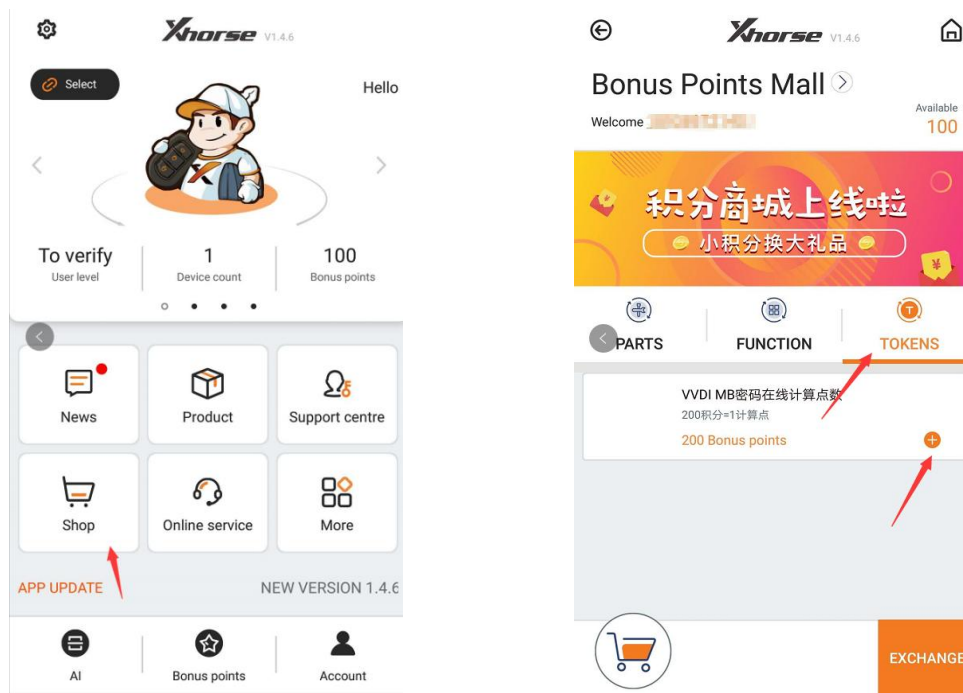 Xhorse V1.4.6
Select
Hello
To verify
User level
1
Device count
100
Bonus points
News
Product
Support centre
Shop
Online service
More
APP UPDATE
NEW VERSION 1.4.6
AI
Bonus points
Account
Xhorse V1.4.6
Bonus Points Mall
Welcome
Available
100
积分商城上线啦
小积分换大礼品
¥
PARTS
FUNCTION
T
TOKENS
VVDI MB密码在线计算点数
200积分=1计算点
200 Bonus points
EXCHANGE